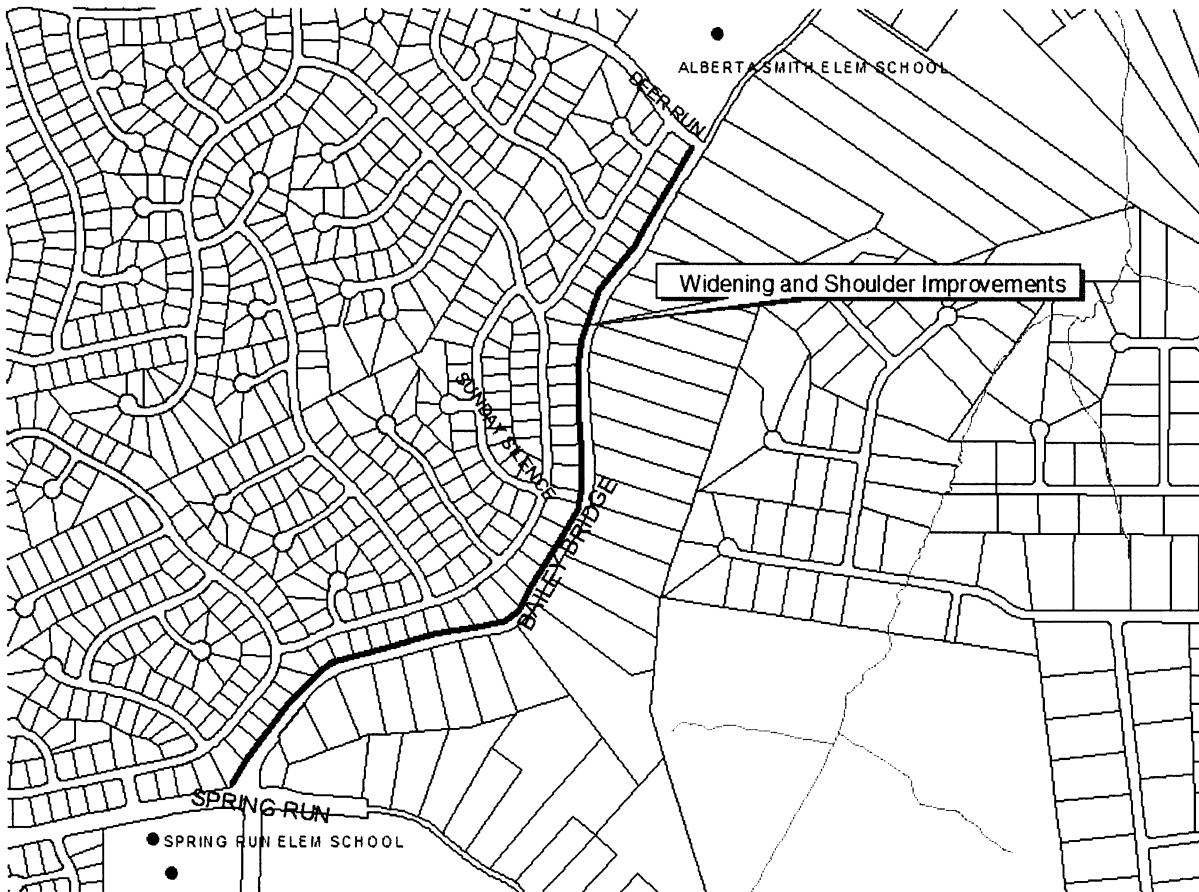 ALBERTA SMITH ELEM SCHOOL
DEER RUN
Widening and Shoulder Improvements
SUNBAY SILENCE
BAILEY BRIDGE
SPRING RUN
SPRING RUN ELEM SCHOOL